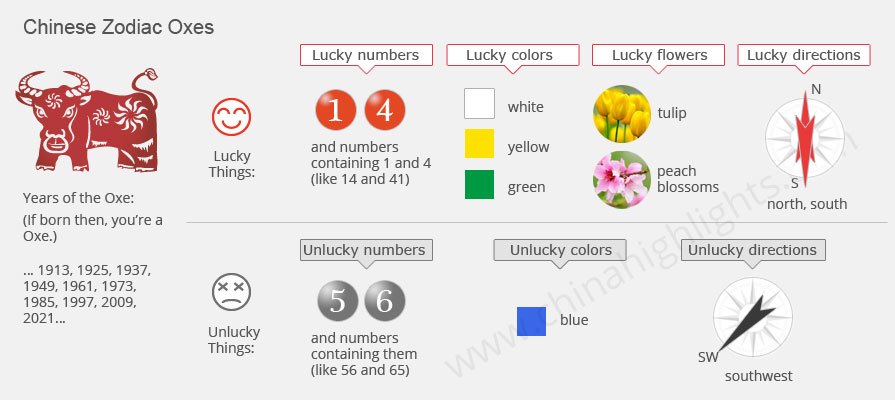 Chinese Zodiac Oxes
Years of the Oxe:
(If born then, you’re a
Oxe.)
... 1913, 1925, 1937,
1949, 1961, 1973,
1985, 1997, 2009,
2021...
Lucky
Things:
Lucky numbers
1 4
and numbers
containing 1 and 4
(like 14 and 41)
Lucky colors
white
yellow
green
Lucky flowers
tulip
peach
blossoms
Lucky directions
N
S
north, south
Unlucky
Things:
Unlucky numbers
5 6
and numbers
containing them
(like 56 and 65)
Unlucky colors
blue
Unlucky directions
SW
southwest
www.chinahighlights.com